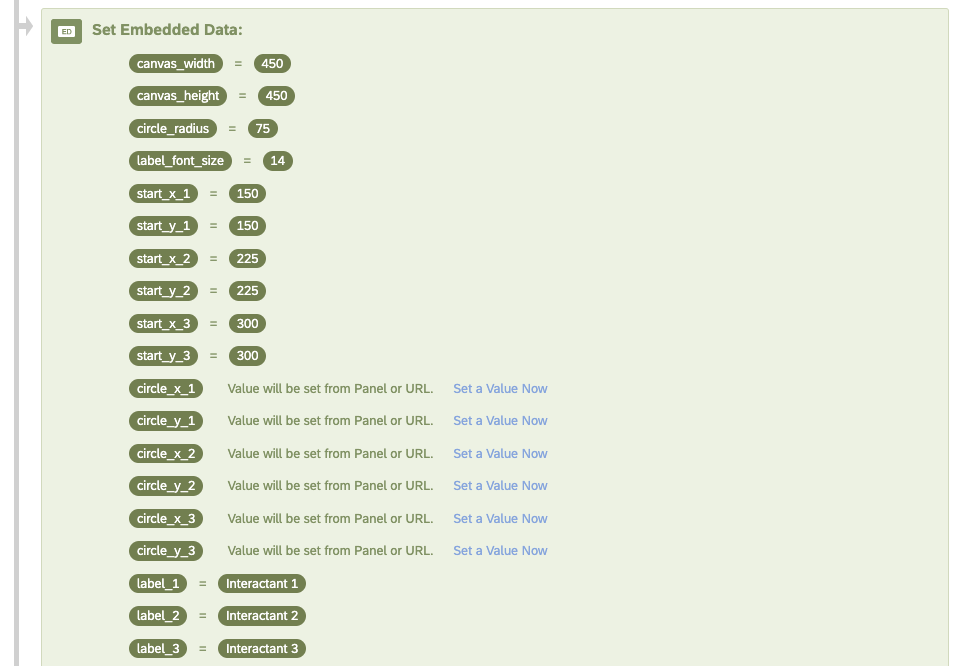 ED Set Embedded Data:
canvas_width = 450
canvas_height = 450
circle_radius = 75
label_font_size = 14
start_x_1 = 150
start_y_1 = 150
start_x_2 = 225
start_y_2 = 225
start_x_3 = 300
start_y_3 = 300
circle_x_1 Value will be set from Panel or URL. Set a Value Now
circle_y_1 Value will be set from Panel or URL. Set a Value Now
circle_x_2 Value will be set from Panel or URL. Set a Value Now
circle_y_2 Value will be set from Panel or URL. Set a Value Now
circle_x_3 Value will be set from Panel or URL. Set a Value Now
circle_y_3 Value will be set from Panel or URL. Set a Value Now
label_1 = Interactant 1
label_2 = Interactant 2
label_3 = Interactant 3